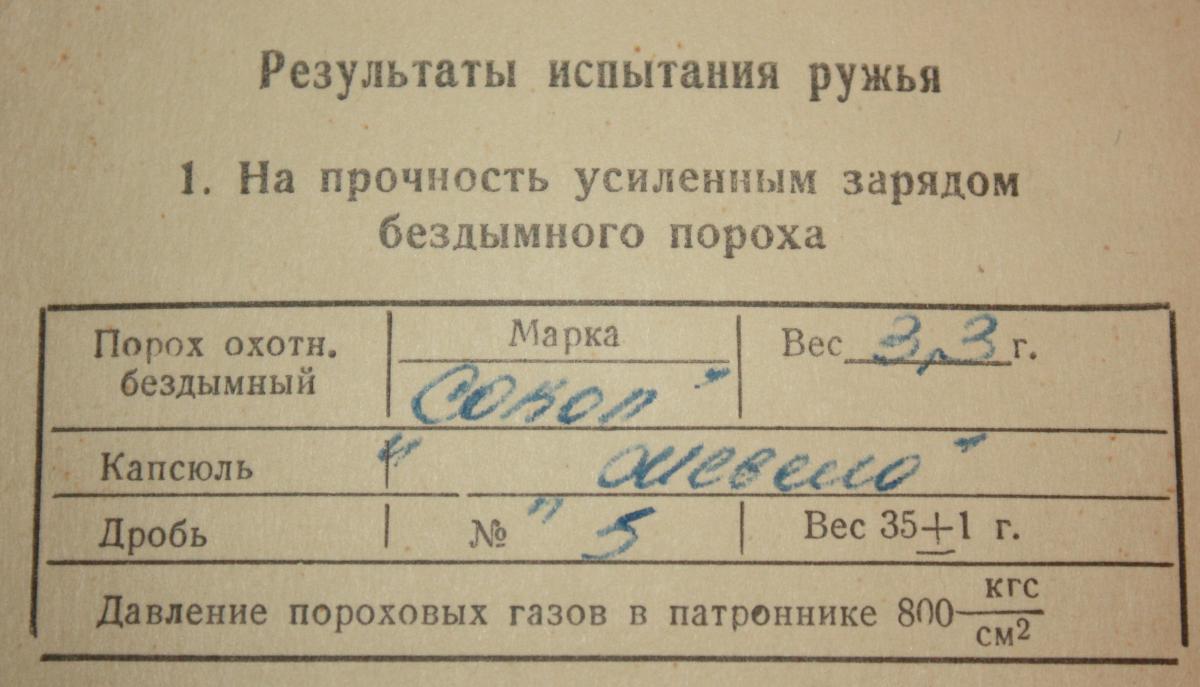 Результаты испытания ружья
1. На прочность усиленным зарядом
бездымного пороха
Порох охотн.
бездымный
Марка
Сокол"
Вес 3,3 г.
Капсюль
" Жевело"
Дробь
№ " 5
Вес 35±1 г.
Давление пороховых газов в патроннике 800 кгс/см²